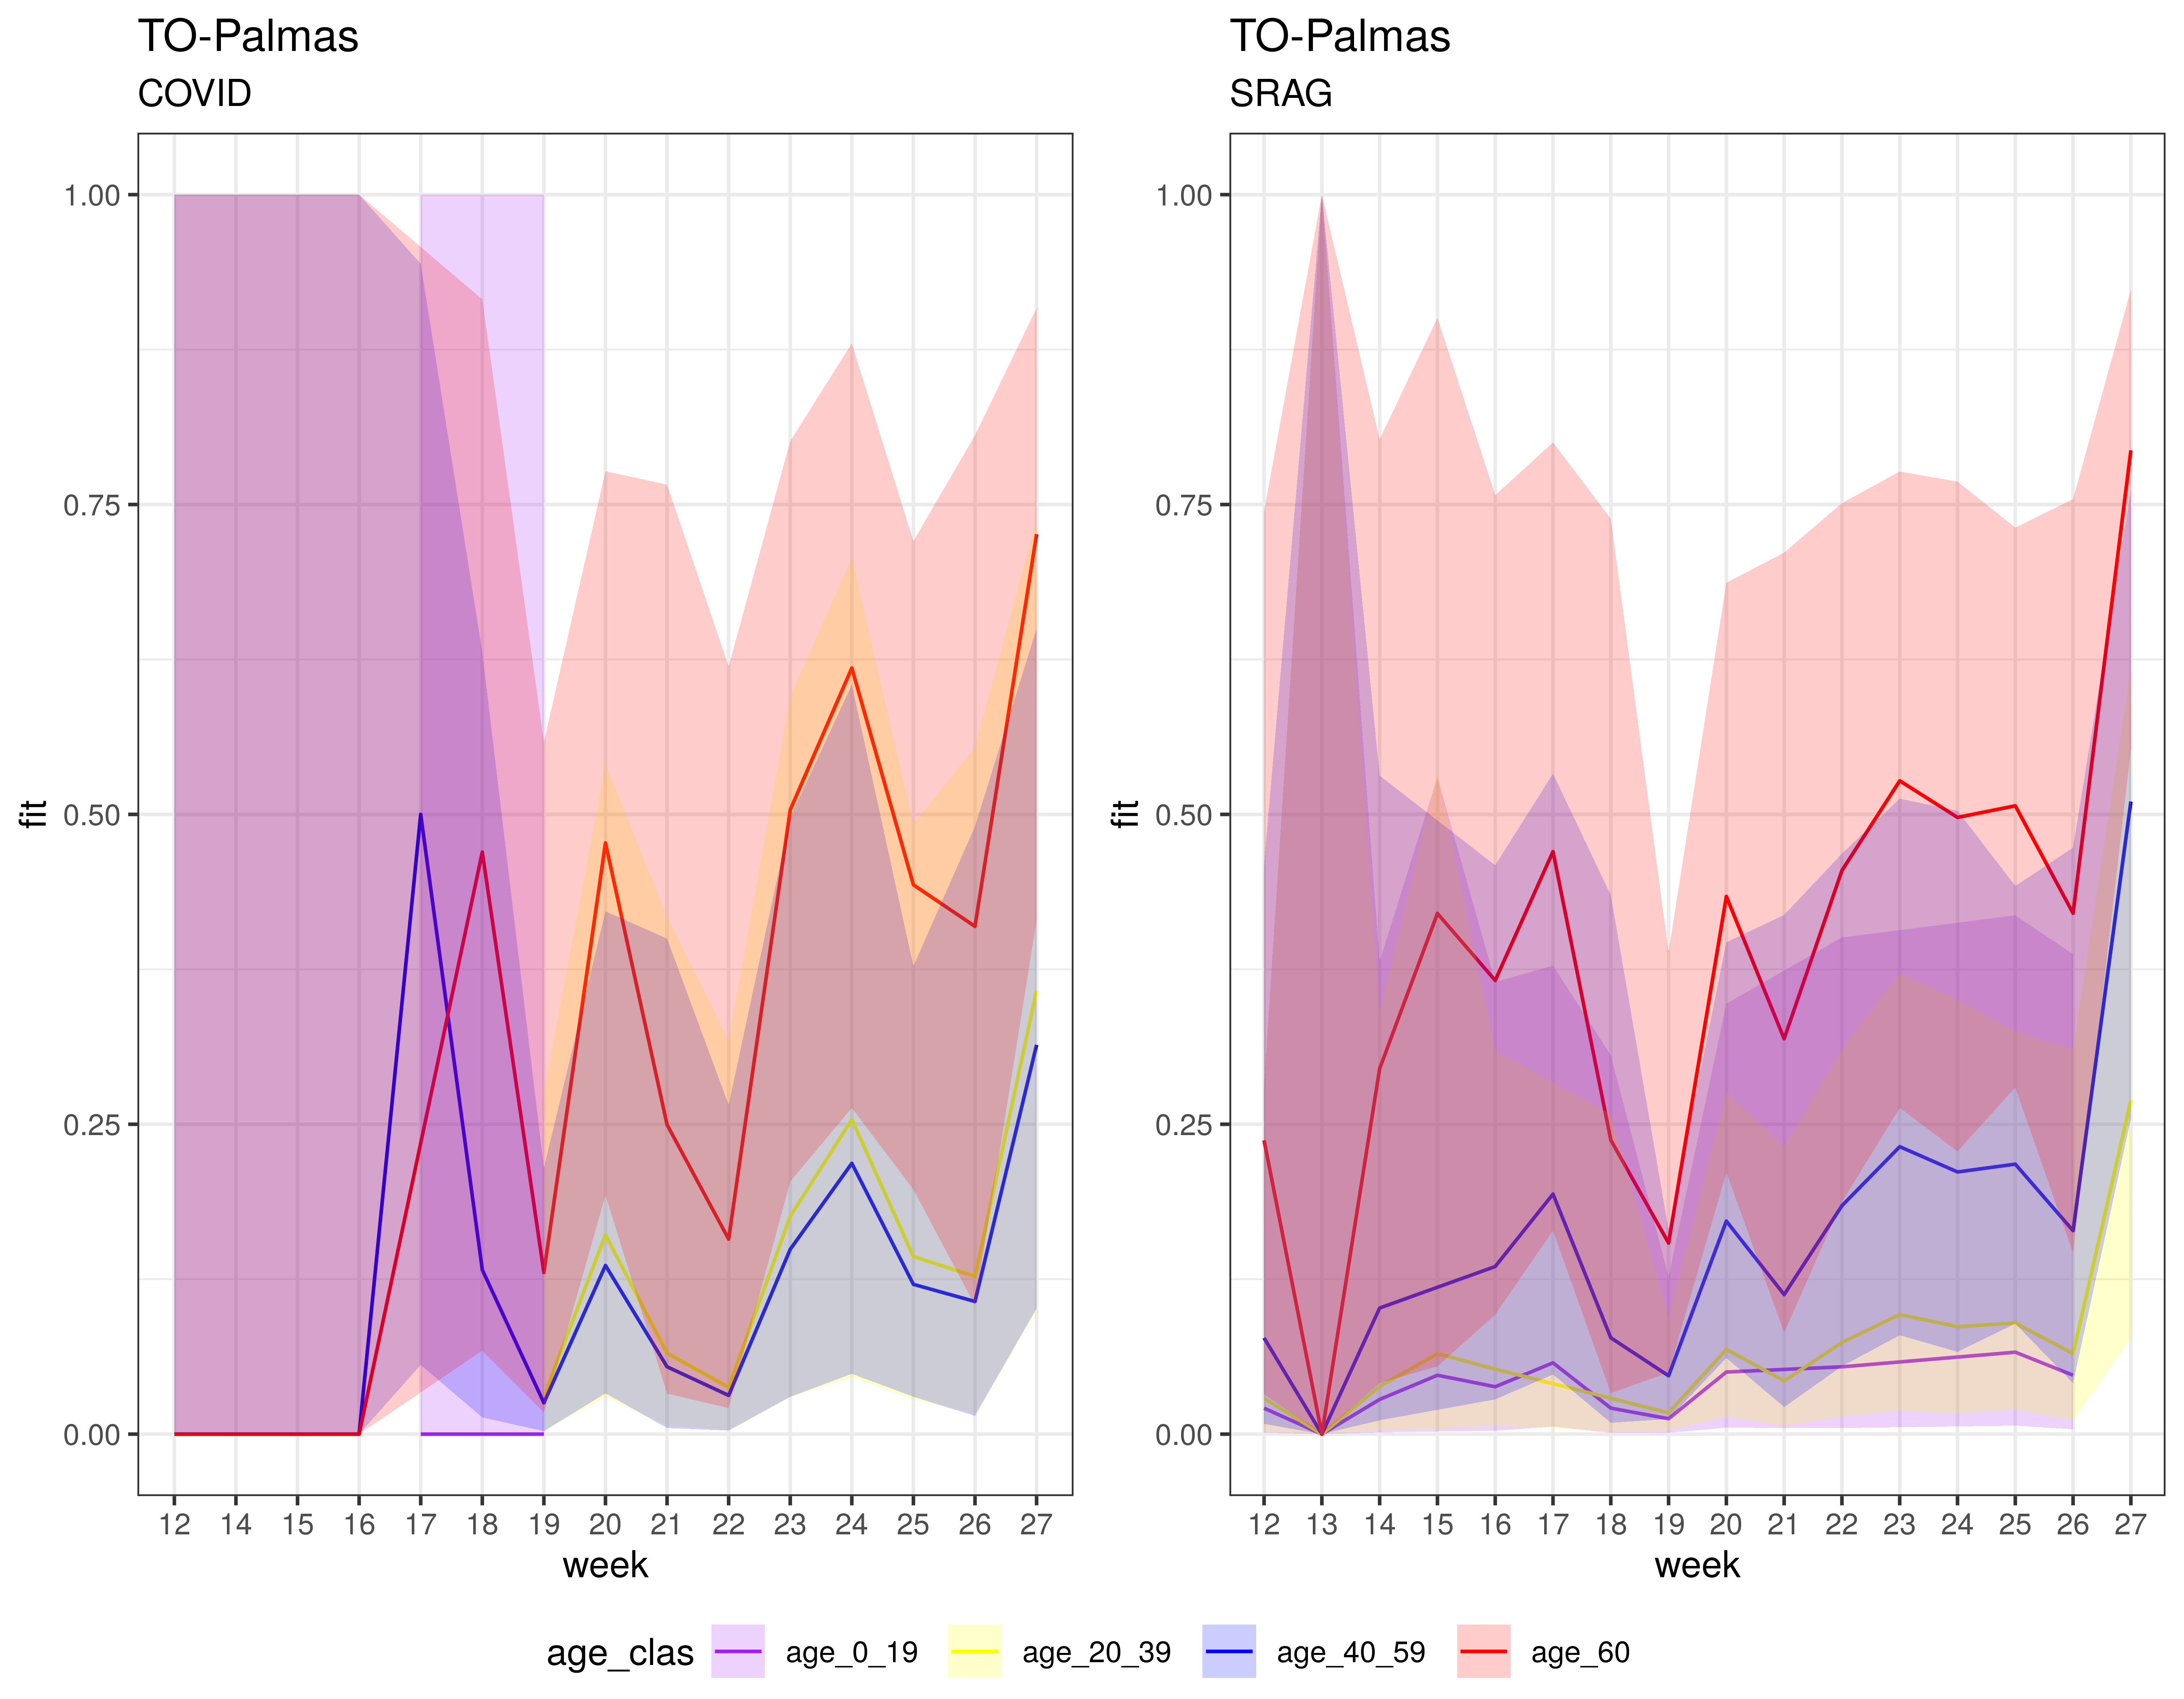 TO-Palmas
COVID
1.00
0.75
0.50
0.25
0.00
fit
12 14 15 16 17 18 19 20 21 22 23 24 25 26 27
week
TO-Palmas
SRAG
1.00
0.75
0.50
0.25
0.00
fit
12 13 14 15 16 17 18 19 20 21 22 23 24 25 26 27
week
age_clas age_0_19 age_20_39 age_40_59 age_60